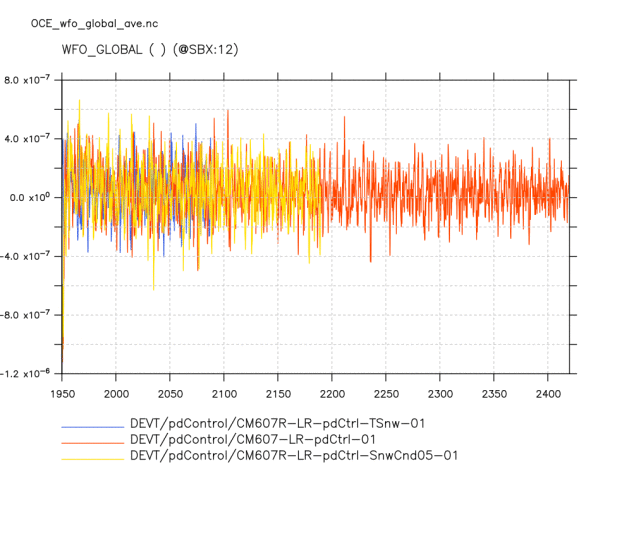 OCE_wfo_global_ave.nc
WFO_GLOBAL ( ) (@SBX:12)
8.0 x10⁻⁷
4.0 x10⁻⁷
0.0 x10⁰
-4.0 x10⁻⁷
-8.0 x10⁻⁷
-1.2 x10⁻⁶
1950 2000 2050 2100 2150 2200 2250 2300 2350 2400
DEVT/pdControl/CM607R-LR-pdCtrl-TSnw-01
DEVT/pdControl/CM607-LR-pdCtrl-01
DEVT/pdControl/CM607R-LR-pdCtrl-SnwCnd05-01